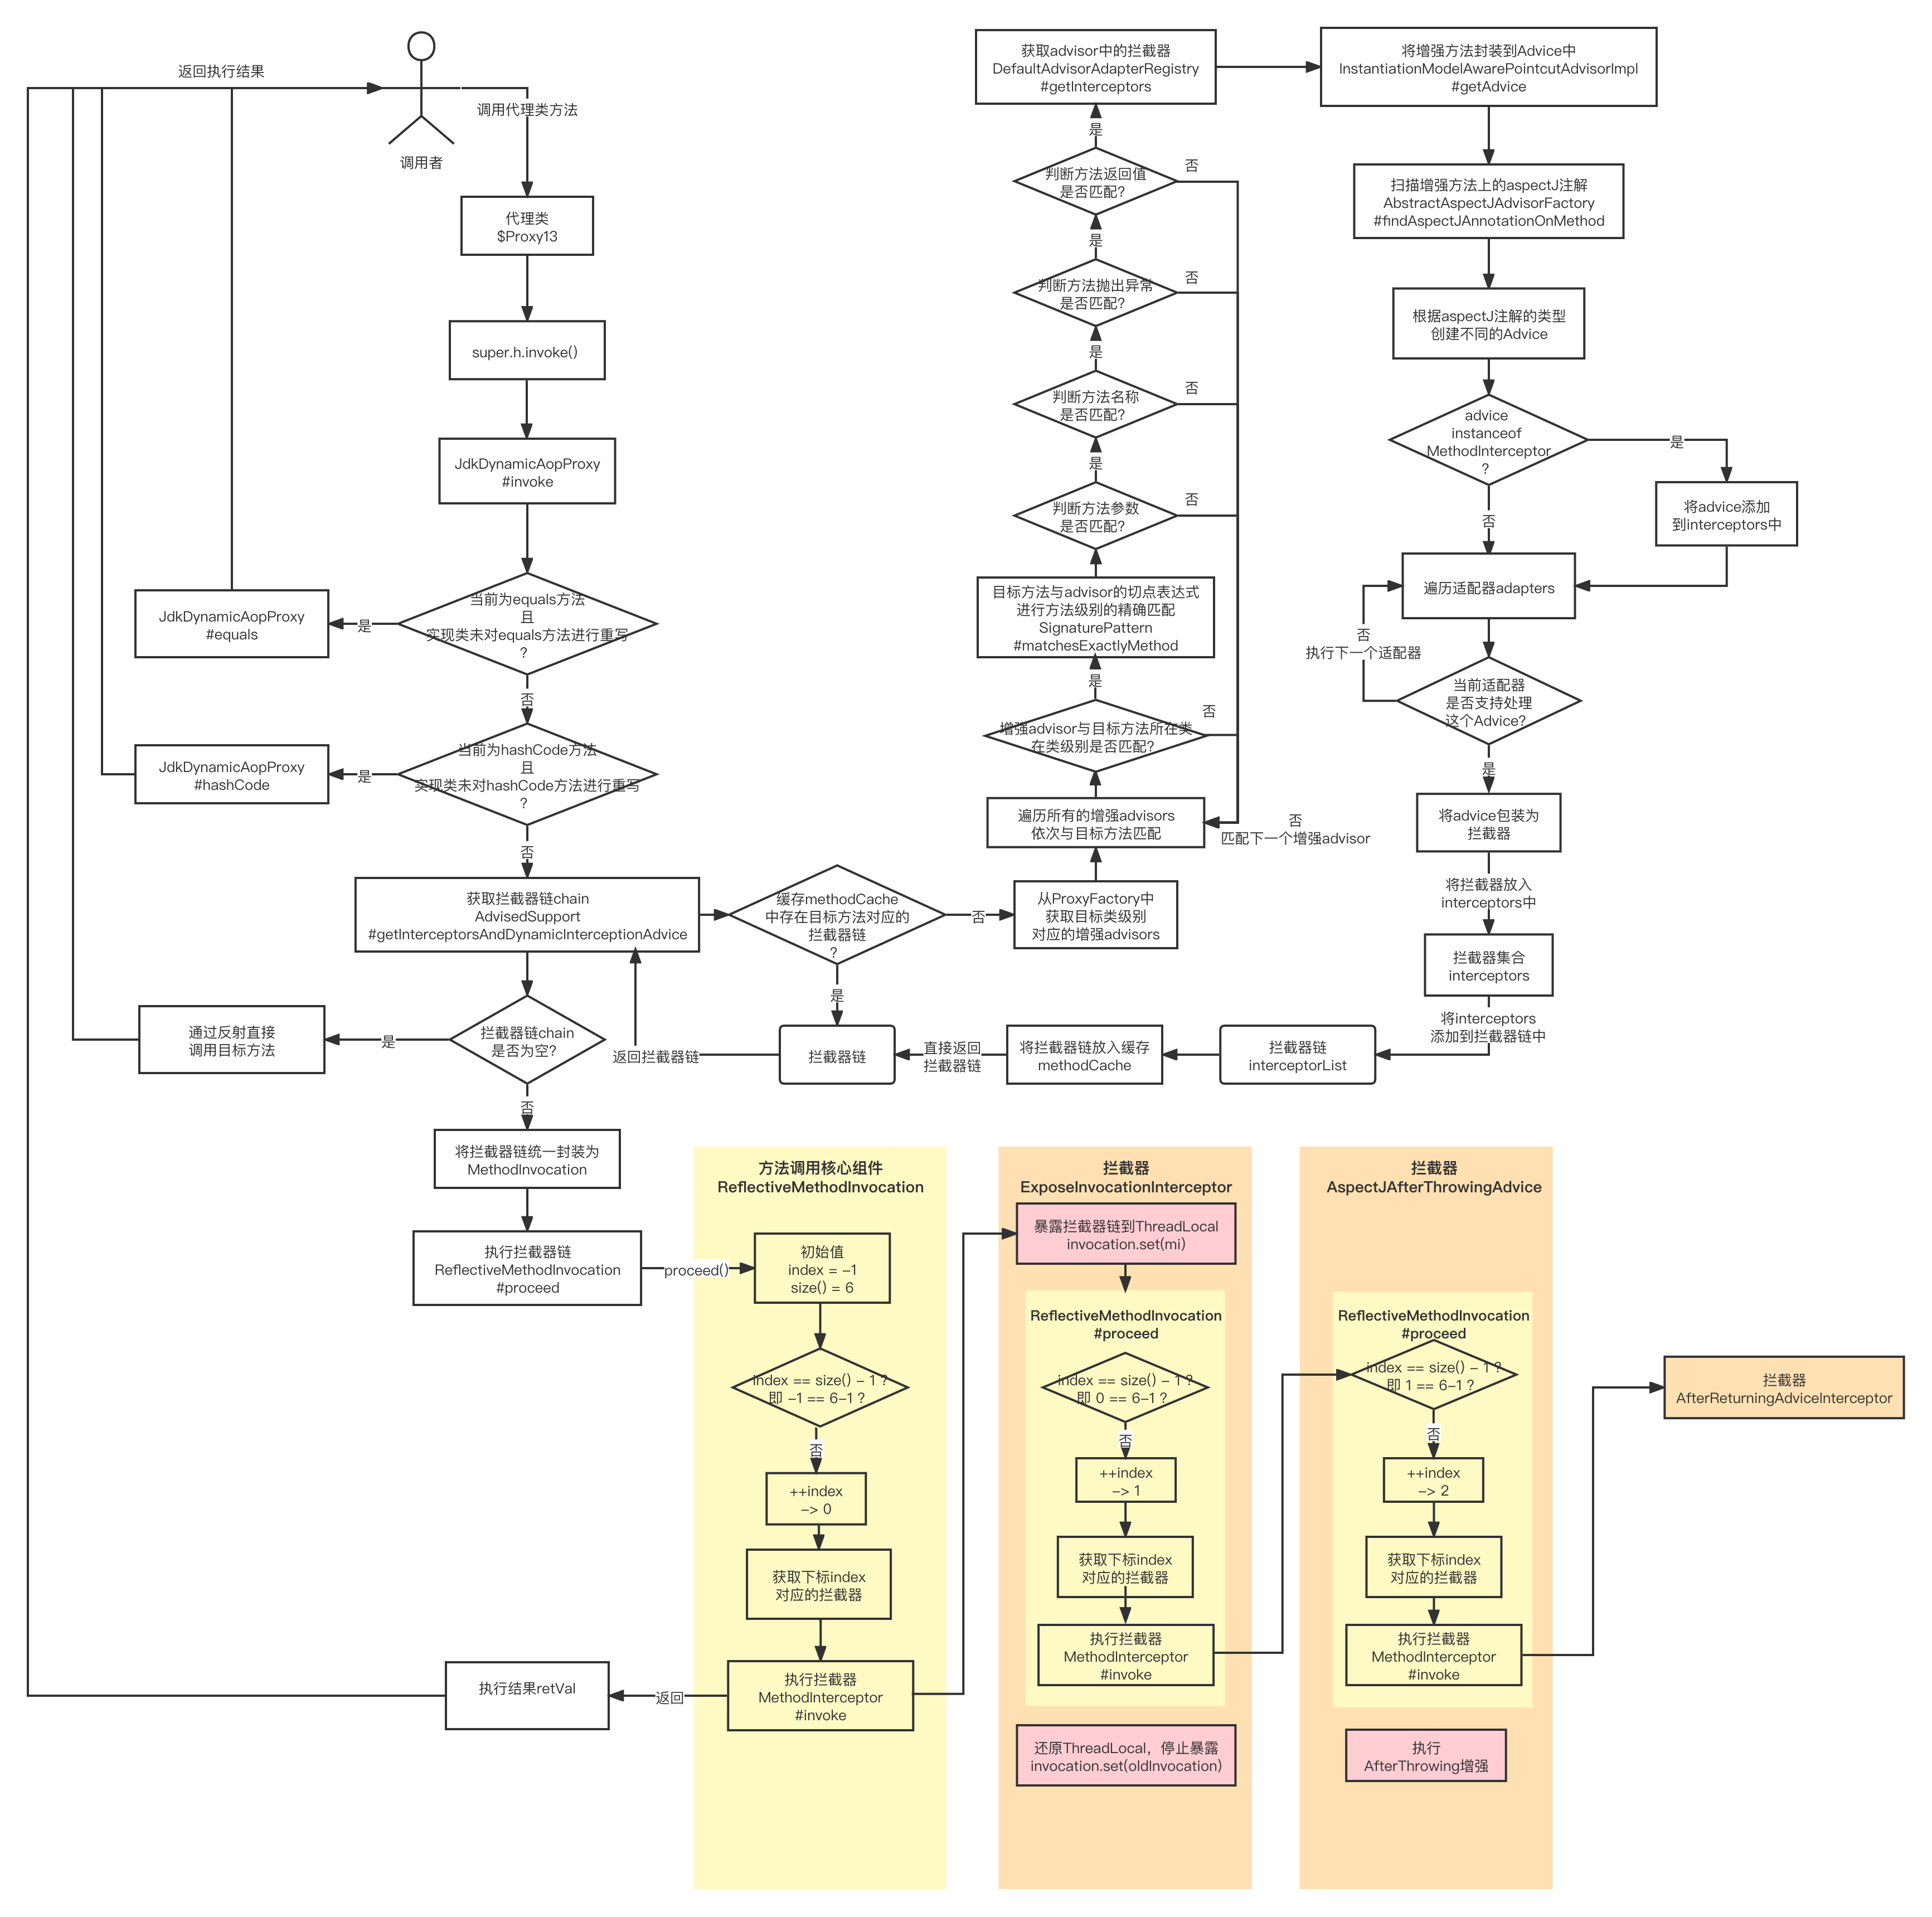 返回执行结果
调用代理类方法
调用者
代理类
$Proxy13
super.h.invoke()
JdkDynamicAopProxy
#invoke
当前为equals方法
且
实现类未对equals方法进行重写
?
是
JdkDynamicAopProxy
#equals
否
当前为hashCode方法
且
实现类未对hashCode方法进行重写
?
是
JdkDynamicAopProxy
#hashCode
否
获取拦截器链chain
AdvisedSupport
#getInterceptorsAndDynamicInterceptionAdvice
拦截器链chain
是否为空?
是
通过反射直接
调用目标方法
否
将拦截器链统一封装为
MethodInvocation
执行拦截器链
ReflectiveMethodInvocation
#proceed
proceed()
缓存methodCache
中存在目标方法对应的
拦截器链
?
否
是
从ProxyFactory中
获取目标类级别
对应的增强advisors
遍历所有的增强advisors
依次与目标方法匹配
否
匹配下一个增强advisor
增强advisor与目标方法所在类
在类级别是否匹配?
否
是
目标方法与advisor的切点表达式
进行方法级别的精确匹配
SignaturePattern
#matchesExactlyMethod
判断方法参数
是否匹配?
否
是
判断方法名称
是否匹配?
否
是
判断方法抛出异常
是否匹配?
否
是
判断方法返回值
是否匹配?
否
是
获取advisor中的拦截器
DefaultAdvisorAdapterRegistry
#getInterceptors
将增强方法封装到Advice中
InstantiationModelAwarePointcutAdvisorImpl
#getAdvice
扫描增强方法上的aspectJ注解
AbstractAspectJAdvisorFactory
#findAspectJAnnotationOnMethod
根据aspectJ注解的类型
创建不同的Advice
advice
instanceof
MethodInterceptor
?
是
将advice添加
到interceptors中
否
遍历适配器adapters
否
执行下一个适配器
当前适配器
是否支持处理
这个Advice?
是
将advice包装为
拦截器
将拦截器放入
interceptors中
拦截器集合
interceptors
将interceptors
添加到拦截器链中
拦截器链
interceptorList
将拦截器链放入缓存
methodCache
直接返回
拦截器链
拦截器链
返回拦截器链
方法调用核心组件
ReflectiveMethodInvocation
初始值
index = –1
size() = 6
index == size() – 1 ?
即 –1 == 6–1 ?
否
++index
–> 0
获取下标index
对应的拦截器
执行拦截器
MethodInterceptor
#invoke
返回
执行结果retVal
拦截器
ExposeInvocationInterceptor
暴露拦截器链到ThreadLocal
invocation.set(mi)
ReflectiveMethodInvocation
#proceed
index == size() – 1 ?
即 0 == 6–1 ?
否
++index
–> 1
获取下标index
对应的拦截器
执行拦截器
MethodInterceptor
#invoke
还原ThreadLocal，停止暴露
invocation.set(oldInvocation)
拦截器
AspectJAfterThrowingAdvice
ReflectiveMethodInvocation
#proceed
index == size() – 1 ?
即 1 == 6–1 ?
否
++index
–> 2
获取下标index
对应的拦截器
执行拦截器
MethodInterceptor
#invoke
执行
AfterThrowing增强
拦截器
AfterReturningAdviceInterceptor